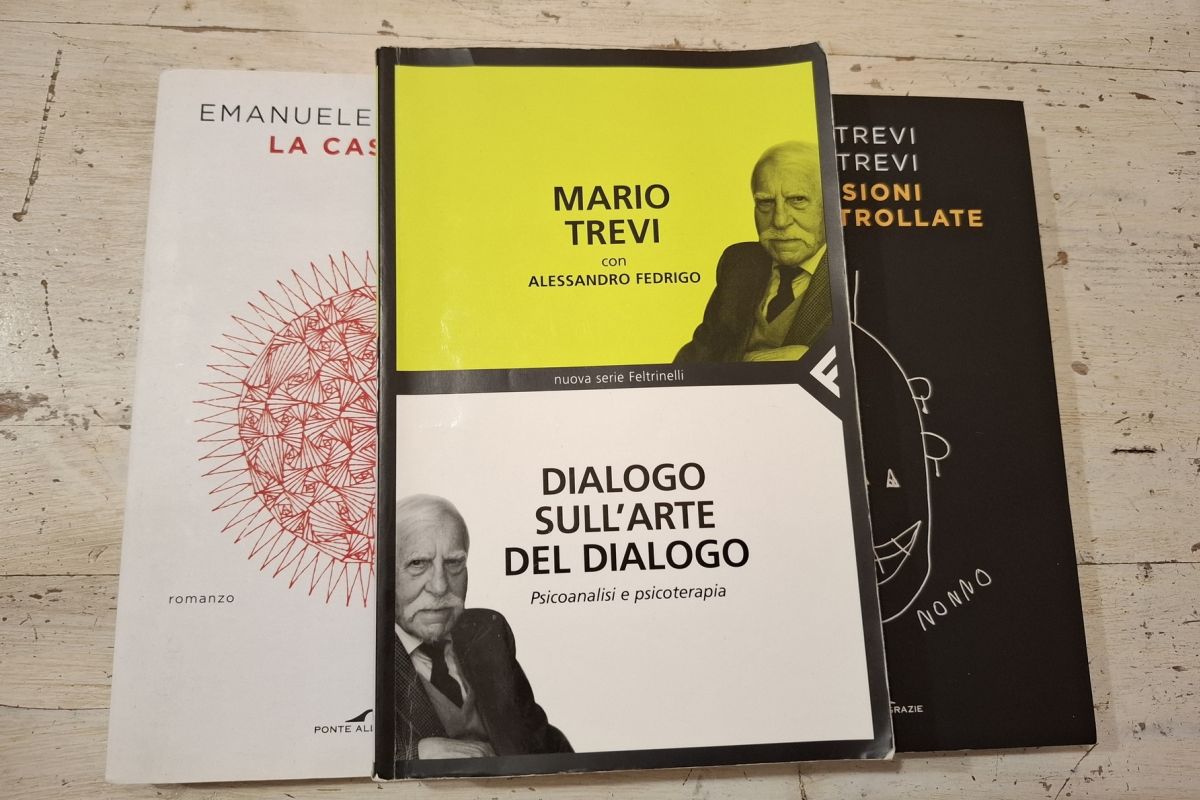 EMANUELE
LA CAS
romanzo
PONTE ALL
MARIO
TREVI
con
ALESSANDRO FEDRIGO
nuova serie Feltrinelli
DIALOGO
SULL'ARTE
DEL DIALOGO
Psicoanalisi e psicoterapia
TREVI
TREVI
SIONI
TROLLATE
NONNO
GRAZIE